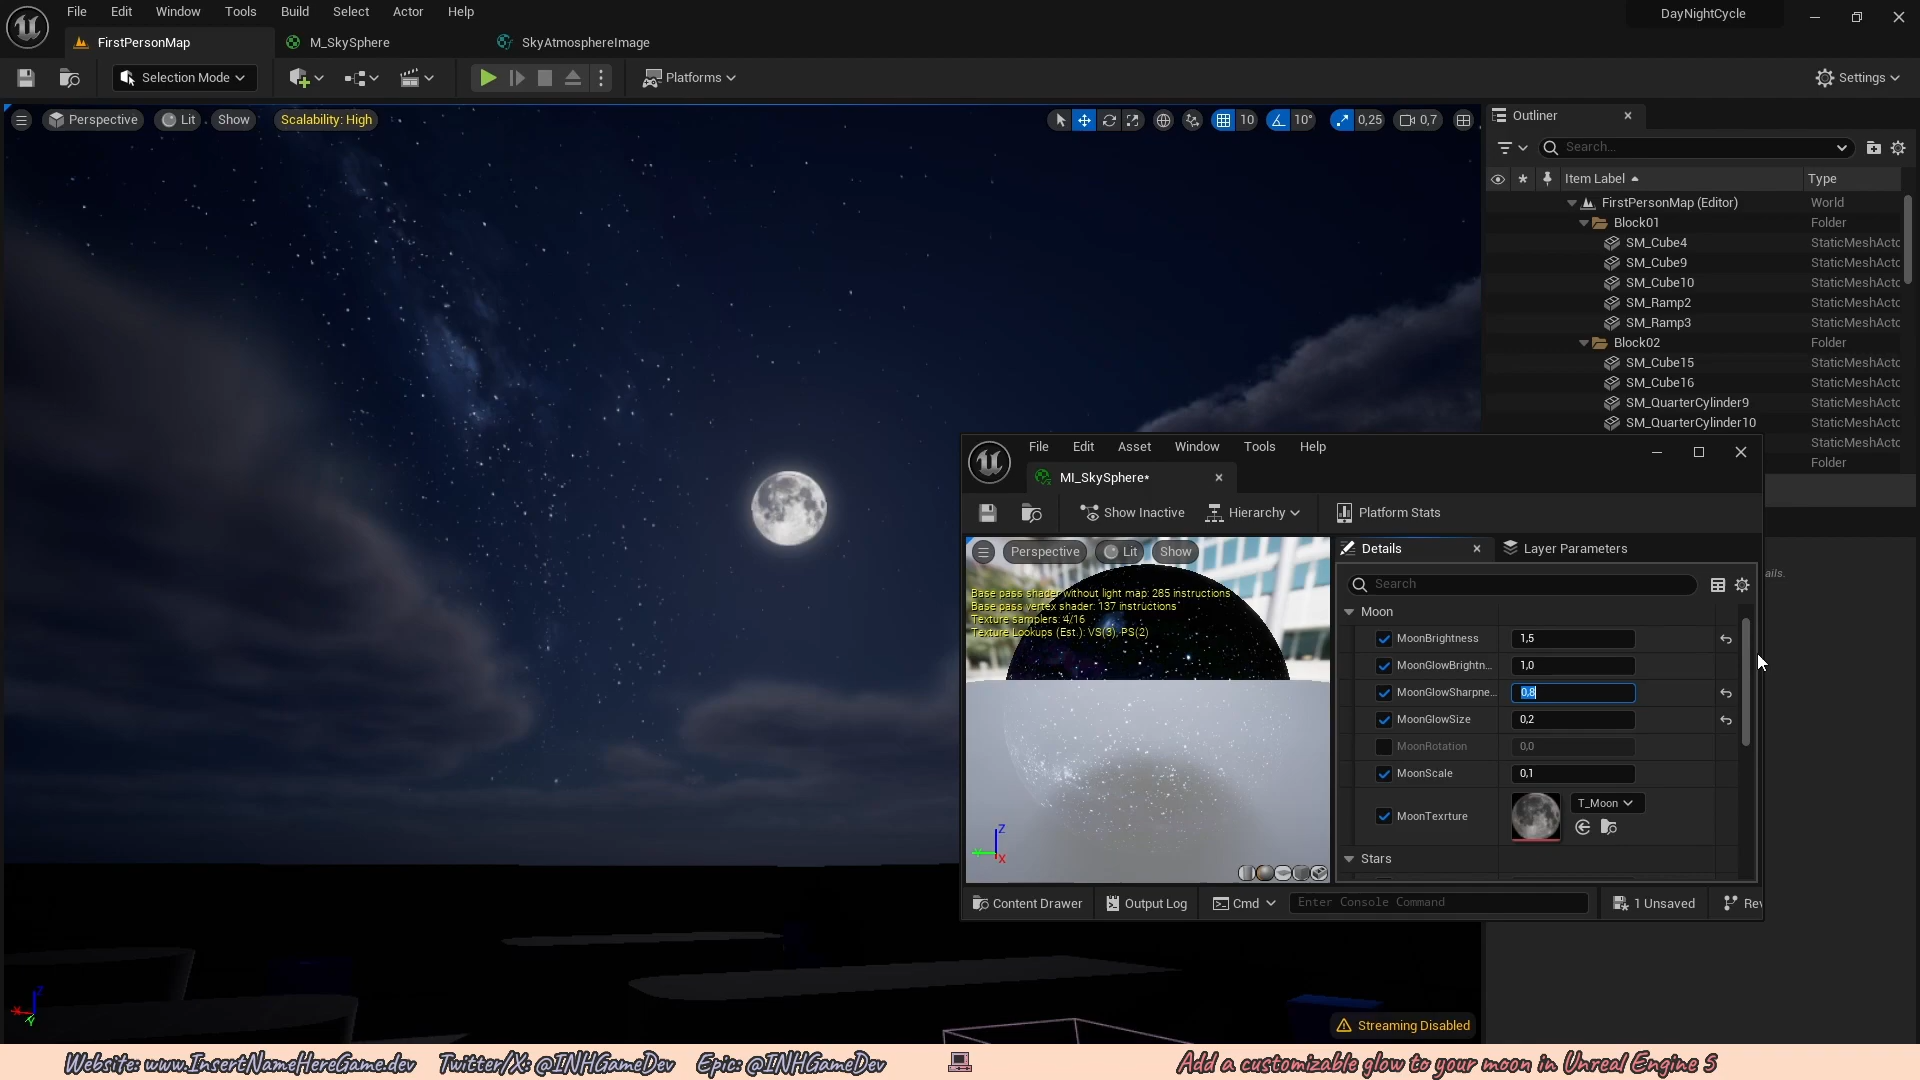 File Edit Window Tools Build Select Actor Help
DayNightCycle
FirstPersonMap
M_SkySphere
SkyAtmosphereImage
Selection Mode
Platforms
Settings
Perspective
Lit
Show
Scalability: High
10
10°
0,25
0,7
Outliner
Search...
Item Label
Type
FirstPersonMap (Editor) World
Block01 Folder
SM_Cube4 StaticMeshActo
SM_Cube9 StaticMeshActo
SM_Cube10 StaticMeshActo
SM_Ramp2 StaticMeshActo
SM_Ramp3 StaticMeshActo
Block02 Folder
SM_Cube15 StaticMeshActo
SM_Cube16 StaticMeshActo
SM_QuarterCylinder9 StaticMeshActo
SM_QuarterCylinder10 StaticMeshActo
StaticMeshActo
Folder
ails.
File Edit Asset Window Tools Help
MI_SkySphere*
Show Inactive
Hierarchy
Platform Stats
Perspective
Lit
Show
Base pass shader without light map: 285 instructions
Base pass vertex shader: 137 instructions
Texture samplers: 4/16
Texture Lookups (Est.): VS(3), PS(2)
Z
Y
X
Details
Layer Parameters
Search
Moon
MoonBrightness 1,5
MoonGlowBrightn... 1,0
MoonGlowSharpne... 0,8
MoonGlowSize 0,2
MoonRotation 0,0
MoonScale 0,1
MoonTexrture T_Moon
Stars
Content Drawer
Output Log
Cmd
Enter Console Command
1 Unsaved
Rev
Z
X
Y
Streaming Disabled
Website: www.InsertNameHereGame.dev Twitter/X: @INHGameDev Epic: @INHGameDev
Add a customizable glow to your moon in Unreal Engine 5